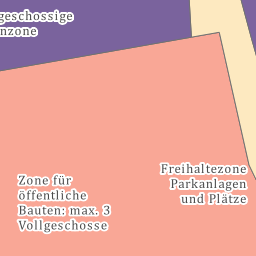 geschossige
nzone
Freihaltezone
Parkanlagen
und Plätze
Zone für
öffentliche
Bauten: max. 3
Vollgeschosse